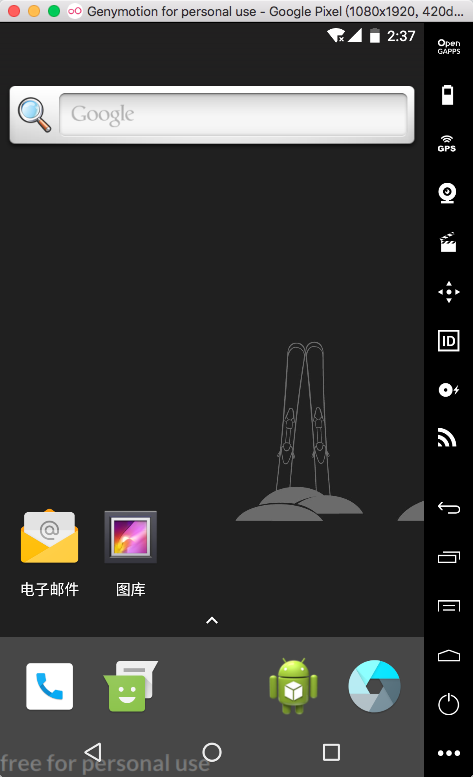 Genymotion for personal use - Google Pixel (1080x1920, 420d...
2:37
Open
GAPPS
Google
GPS
ID
@
电子邮件
图库
free for personal use